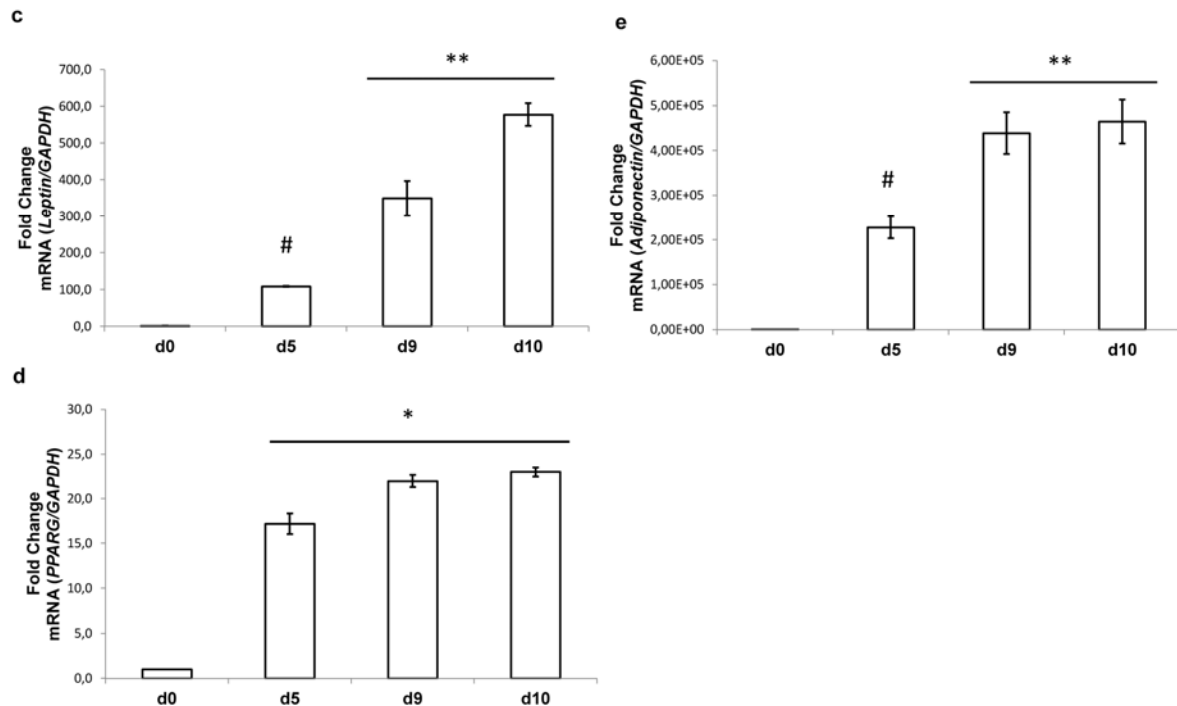 c
**
700,0
600,0
500,0
400,0
300,0
200,0
100,0
0,0
Fold Change
mRNA (Leptin/GAPDH)
#
d0 d5 d9 d10
e
**
6,00E+05
5,00E+05
4,00E+05
3,00E+05
2,00E+05
1,00E+05
0,00E+00
Fold Change
mRNA (Adiponectin/GAPDH)
#
d0 d5 d9 d10
d
*
30,0
25,0
20,0
15,0
10,0
5,0
0,0
Fold Change
mRNA (PPARG/GAPDH)
d0 d5 d9 d10